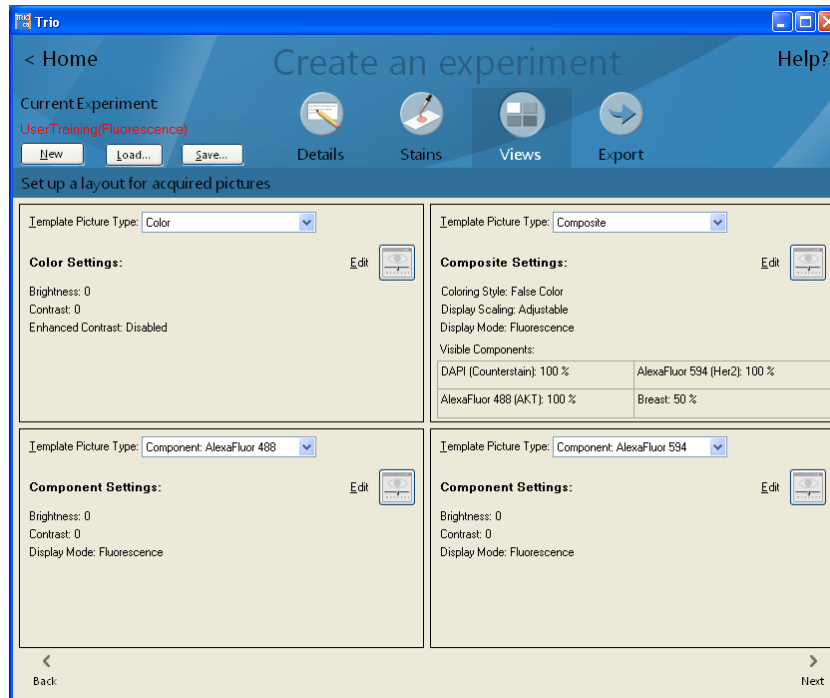 Trio
< Home
Create an experiment
Help?
Current Experiment:
UserTraining(Fluorescence)
New
Load...
Save...
Details
Stains
Views
Export
Set up a layout for acquired pictures
Template Picture Type: Color
Color Settings:
Edit
Brightness: 0
Contrast: 0
Enhanced Contrast: Disabled
Template Picture Type: Composite
Composite Settings:
Edit
Coloring Style: False Color
Display Scaling: Adjustable
Display Mode: Fluorescence
Visible Components:
DAPI (Counterstain): 100 %
AlexaFluor 594 (Her2): 100 %
AlexaFluor 488 (AKT): 100 %
Breast: 50 %
Template Picture Type: Component: AlexaFluor 488
Component Settings:
Edit
Brightness: 0
Contrast: 0
Display Mode: Fluorescence
Template Picture Type: Component: AlexaFluor 594
Component Settings:
Edit
Brightness: 0
Contrast: 0
Display Mode: Fluorescence
< 
Back
>
Next